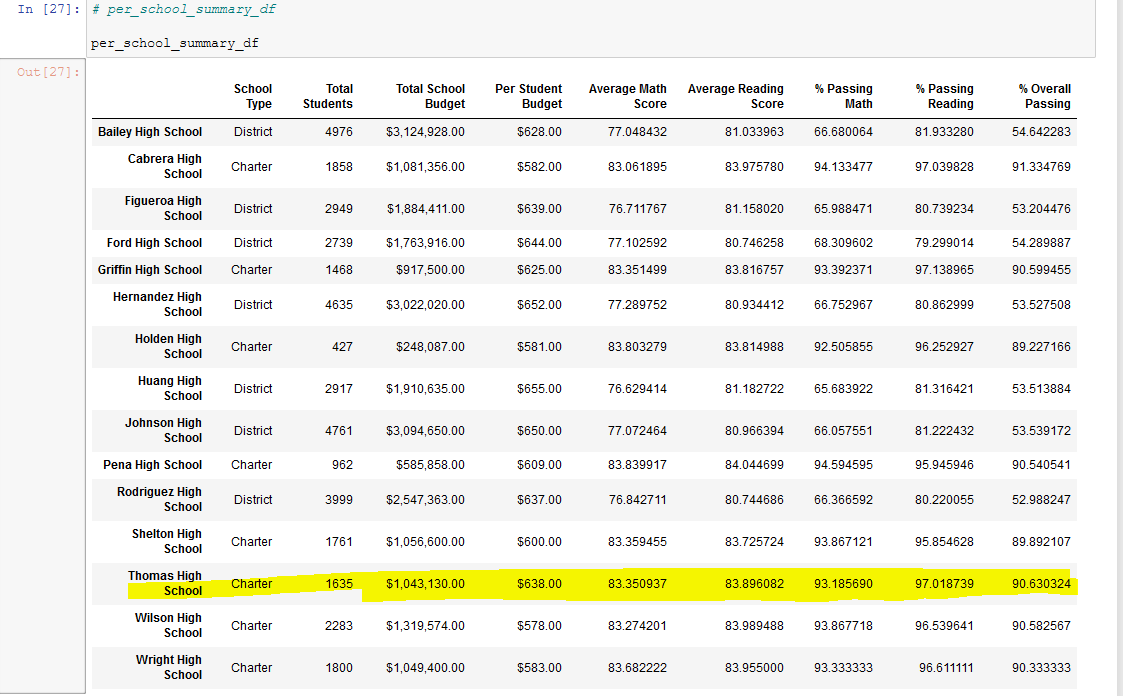 In [27]: # per_school_summary_df
per_school_summary_df
Out[27]:
School Type Total Students Total School Budget Per Student Budget Average Math Score Average Reading Score % Passing Math % Passing Reading % Overall Passing
Bailey High School District 4976 $3,124,928.00 $628.00 77.048432 81.033963 66.680064 81.933280 54.642283
Cabrera High School Charter 1858 $1,081,356.00 $582.00 83.061895 83.975780 94.133477 97.039828 91.334769
Figueroa High School District 2949 $1,884,411.00 $639.00 76.711767 81.158020 65.988471 80.739234 53.204476
Ford High School District 2739 $1,763,916.00 $644.00 77.102592 80.746258 68.309602 79.299014 54.289887
Griffin High School Charter 1468 $917,500.00 $625.00 83.351499 83.816757 93.392371 97.138965 90.599455
Hernandez High School District 4635 $3,022,020.00 $652.00 77.289752 80.934412 66.752967 80.862999 53.527508
Holden High School Charter 427 $248,087.00 $581.00 83.803279 83.814988 92.505855 96.252927 89.227166
Huang High School District 2917 $1,910,635.00 $655.00 76.629414 81.182722 65.683922 81.316421 53.513884
Johnson High School District 4761 $3,094,650.00 $650.00 77.072464 80.966394 66.057551 81.222432 53.539172
Pena High School Charter 962 $585,858.00 $609.00 83.839917 84.044699 94.594595 95.945946 90.540541
Rodriguez High School District 3999 $2,547,363.00 $637.00 76.842711 80.744686 66.366592 80.220055 52.988247
Shelton High School Charter 1761 $1,056,600.00 $600.00 83.359455 83.725724 93.867121 95.854628 89.892107
Thomas High School Charter 1635 $1,043,130.00 $638.00 83.350937 83.896082 93.185690 97.018739 90.630324
Wilson High School Charter 2283 $1,319,574.00 $578.00 83.274201 83.989488 93.867718 96.539641 90.582567
Wright High School Charter 1800 $1,049,400.00 $583.00 83.682222 83.955000 93.333333 96.611111 90.333333